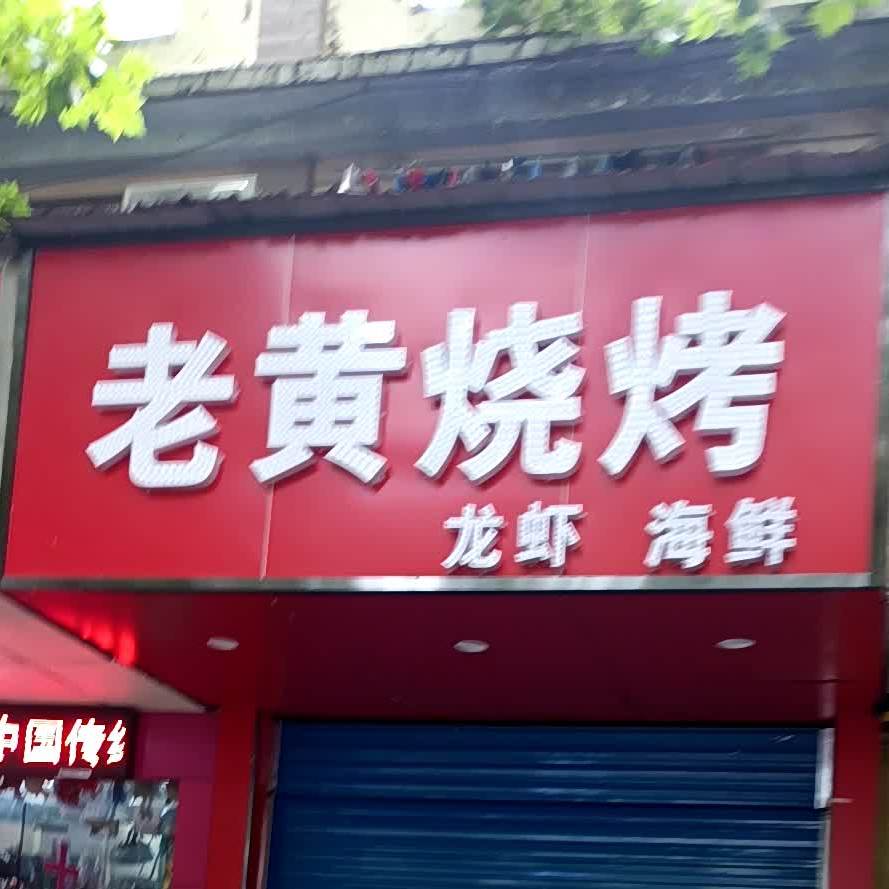 老黄烧烤
龙虾 海鲜
中国传